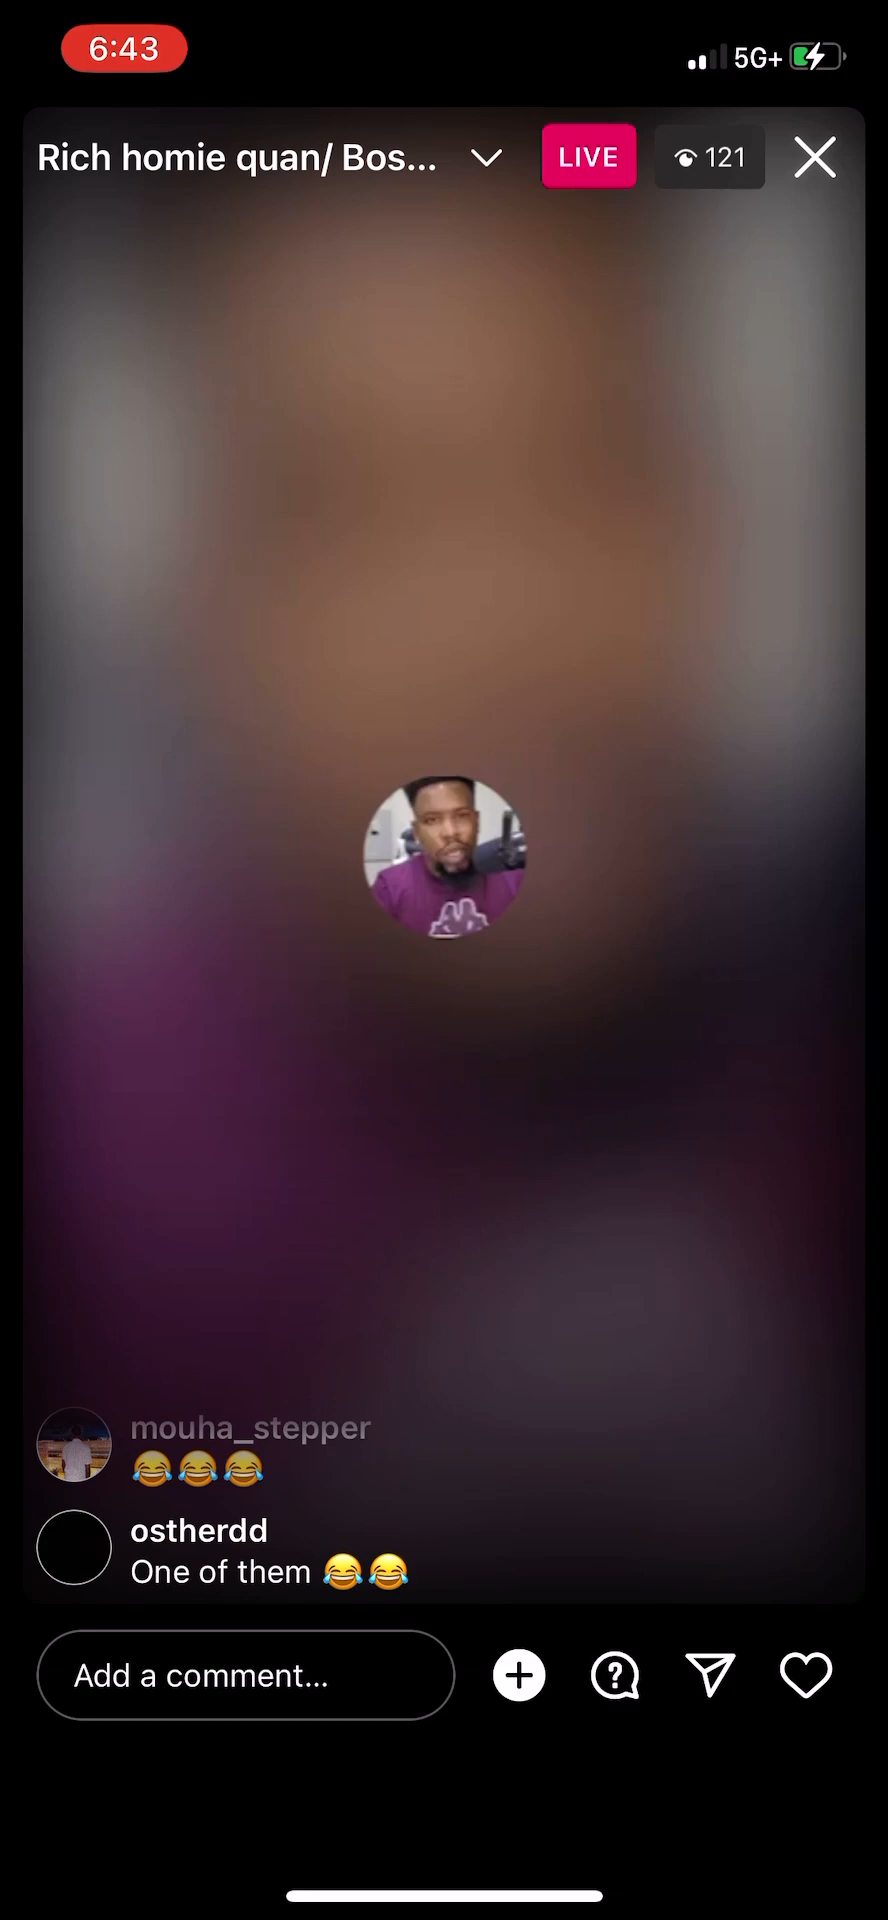 6:43
5G+
Rich homie quan/ Bos...
LIVE
121
mouha_stepper
😂😂😂
ostherdd
One of them 😂😂
Add a comment...